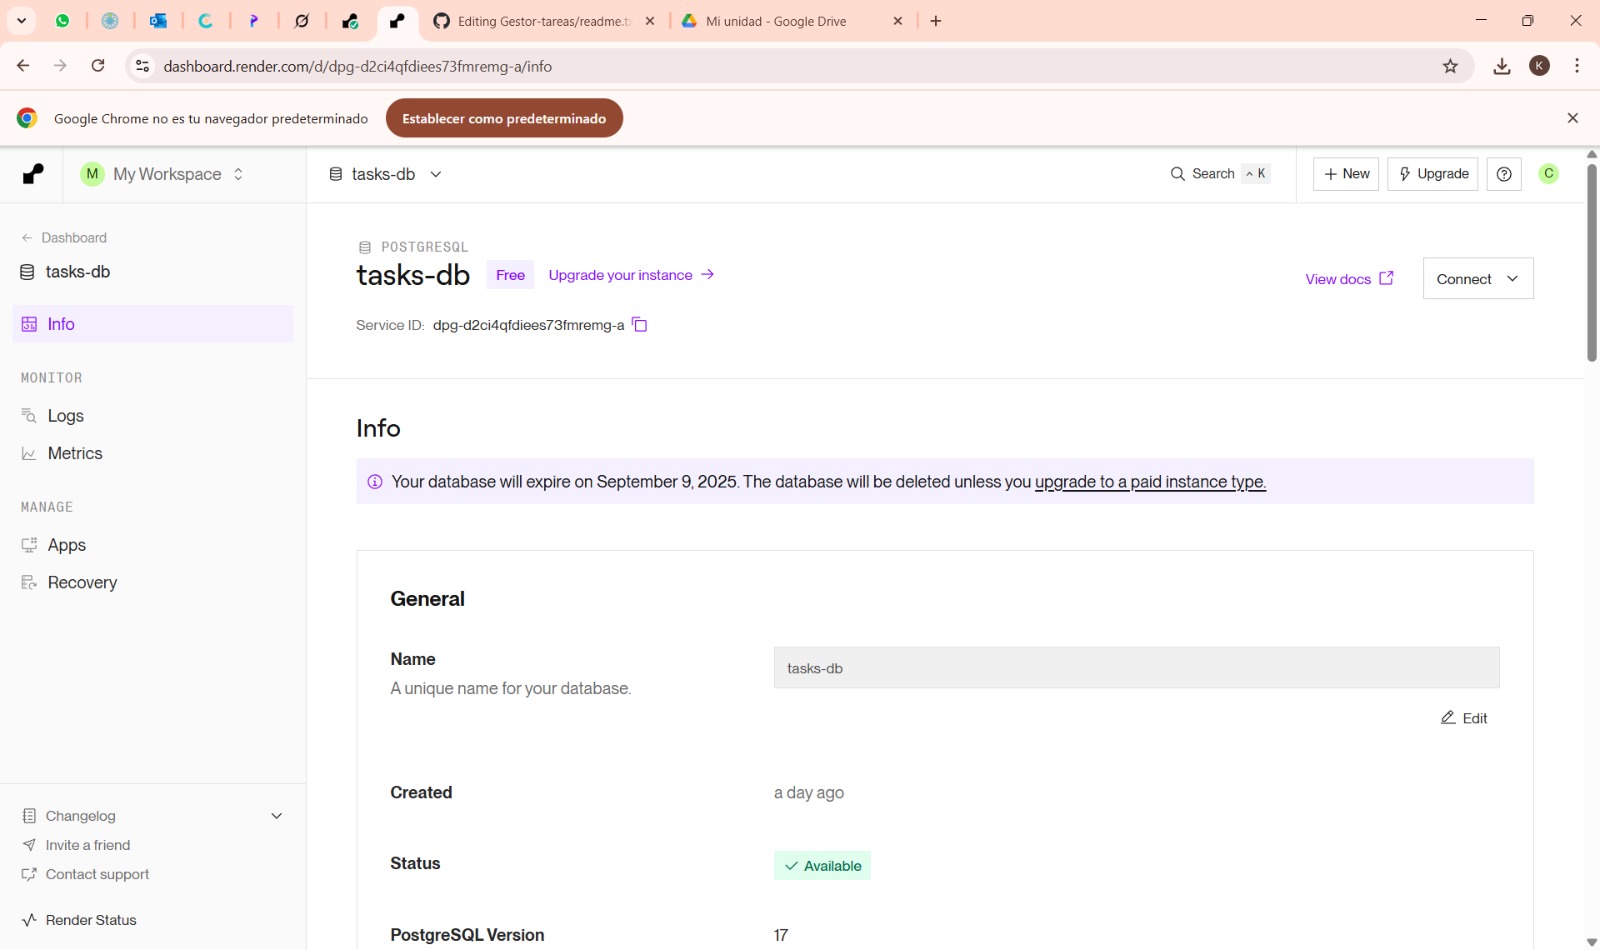 Editing Gestor-tareas/readme.t
Mi unidad - Google Drive
dashboard.render.com/d/dpg-d2ci4qfdiees73fmremg-a/info
K
Google Chrome no es tu navegador predeterminado
Establecer como predeterminado
M My Workspace
tasks-db
Search ^ K
+ New
Upgrade
C
← Dashboard
tasks-db
Info
MONITOR
Logs
Metrics
MANAGE
Apps
Recovery
Changelog
Invite a friend
Contact support
Render Status
POSTGRESQL
tasks-db Free Upgrade your instance →
View docs
Connect
Service ID: dpg-d2ci4qfdiees73fmremg-a
Info
Your database will expire on September 9, 2025. The database will be deleted unless you upgrade to a paid instance type.
General
Name
A unique name for your database.
tasks-db
Edit
Created
a day ago
Status
Available
PostgreSQL Version
17